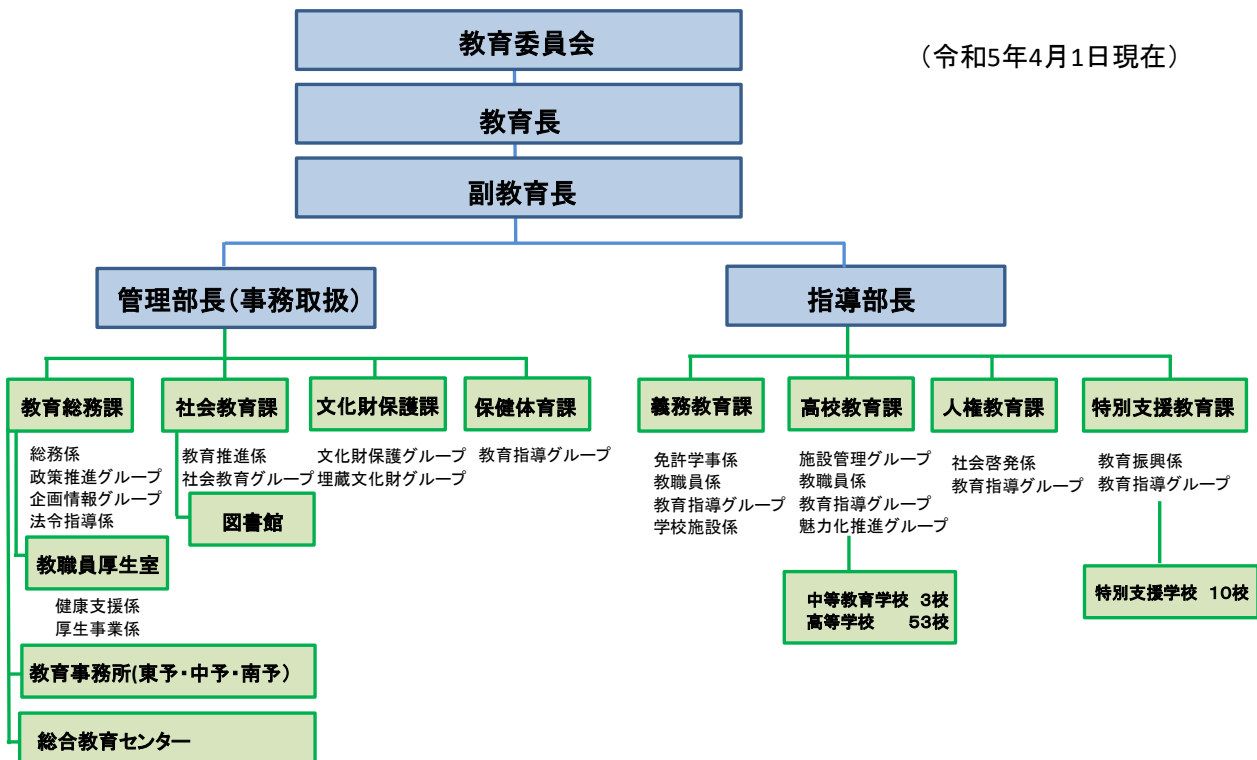 教育委員会
(令和5年4月1日現在)
教育長
副教育長
管理部長(事務取扱)
指導部長
教育総務課
社会教育課
文化財保護課
保健体育課
義務教育課
高校教育課
人権教育課
特別支援教育課
総務係
政策推進グループ
企画情報グループ
法令指導係
教育推進係
社会教育グループ
文化財保護グループ
埋蔵文化財グループ
教育指導グループ
免許学事係
教職員係
教育指導グループ
学校施設係
施設管理グループ
教職員係
教育指導グループ
魅力化推進グループ
社会啓発係
教育指導グループ
教育振興係
教育指導グループ
図書館
教職員厚生室
健康支援係
厚生事業係
中等教育学校 3校
高等学校 53校
特別支援学校 10校
教育事務所(東予・中予・南予)
総合教育センター